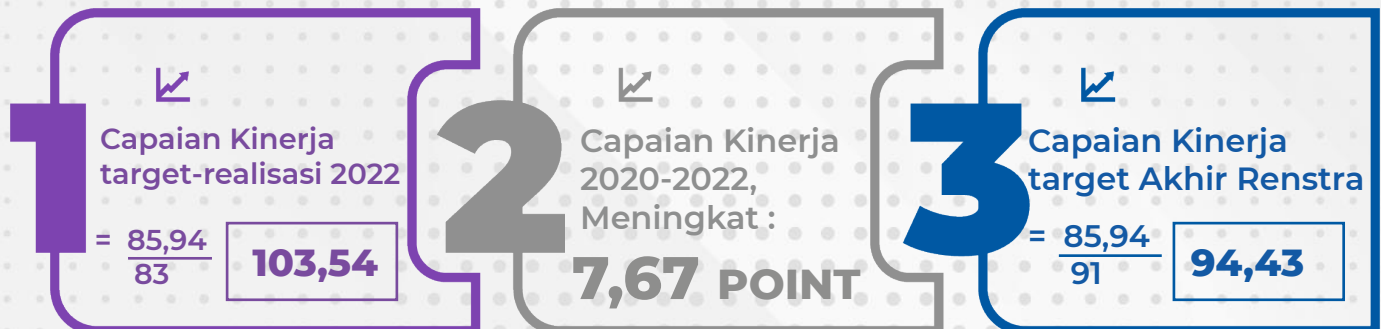 1
Capaian Kinerja
target-realisasi 2022
= 85,94
83
103,54
2
Capaian Kinerja
2020-2022,
Meningkat :
7,67 POINT
3
Capaian Kinerja
target Akhir Renstra
= 85,94
91
94,43